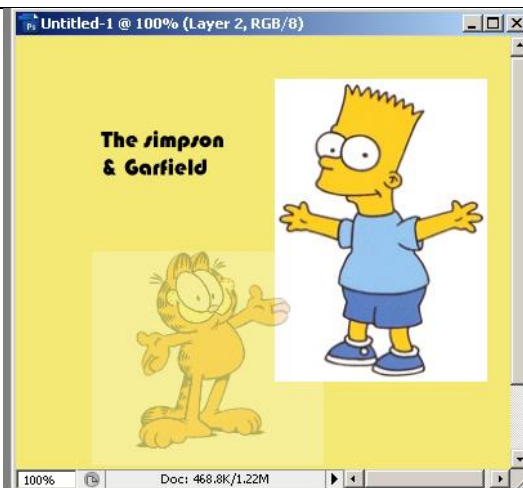 Untitled-1 @ 100% (Layer 2, RGB/8)
The simpson
& Garfield
100% Doc: 468.8K/1.22M